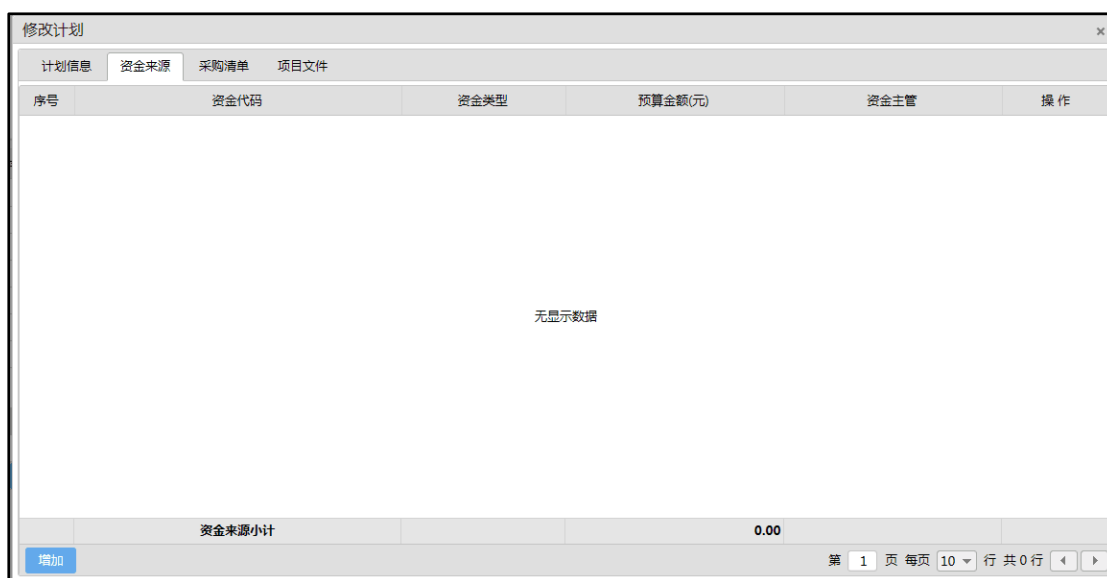 修改计划 ×
计划信息 资金来源 采购清单 项目文件
序号 资金代码 资金类型 预算金额(元) 资金主管 操 作
无显示数据
资金来源小计 0.00
增加 第 1 页 每页 10 行 共 0 行